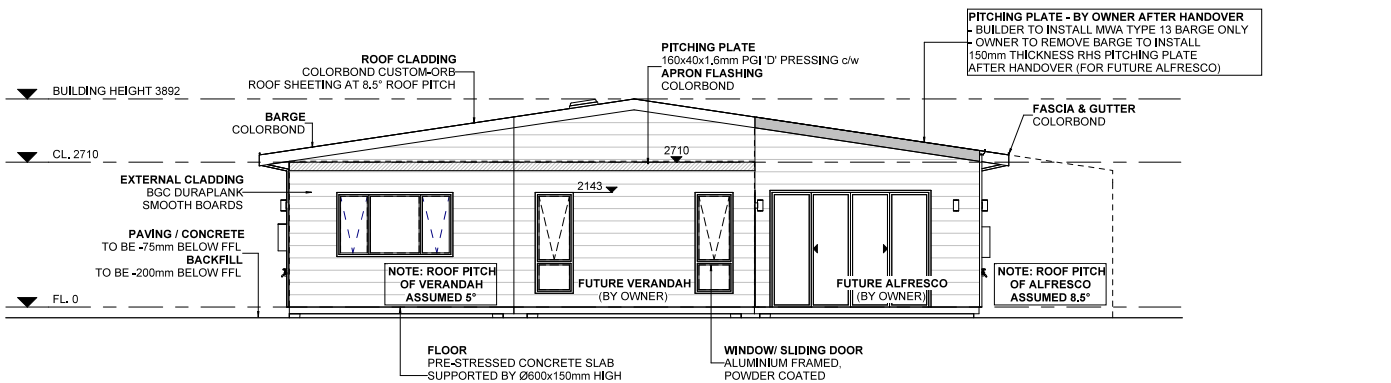 PITCHING PLATE - BY OWNER AFTER HANDOVER
- BUILDER TO INSTALL MWA TYPE 13 BARGE ONLY
- OWNER TO REMOVE BARGE TO INSTALL
150mm THICKNESS RHS PITCHING PLATE
AFTER HANDOVER (FOR FUTURE ALFRESCO)
PITCHING PLATE
160x40x1.6mm PGI 'D' PRESSING c/w
APRON FLASHING
COLORBOND
ROOF CLADDING
COLORBOND CUSTOM-ORB
ROOF SHEETING AT 8.5° ROOF PITCH
BUILDING HEIGHT 3892
FASCIA & GUTTER
COLORBOND
BARGE
COLORBOND
CL. 2710
2710
EXTERNAL CLADDING
BGC DURAPLANK
SMOOTH BOARDS
2143
PAVING / CONCRETE
TO BE -75mm BELOW FFL
BACKFILL
TO BE -200mm BELOW FFL
NOTE: ROOF PITCH
OF VERANDAH
ASSUMED 5°
FUTURE VERANDAH
(BY OWNER)
FUTURE ALFRESCO
(BY OWNER)
NOTE: ROOF PITCH
OF ALFRESCO
ASSUMED 8.5°
FL. 0
FLOOR
PRE-STRESSED CONCRETE SLAB
SUPPORTED BY Ø600x150mm HIGH
WINDOW/ SLIDING DOOR
ALUMINIUM FRAMED,
POWDER COATED